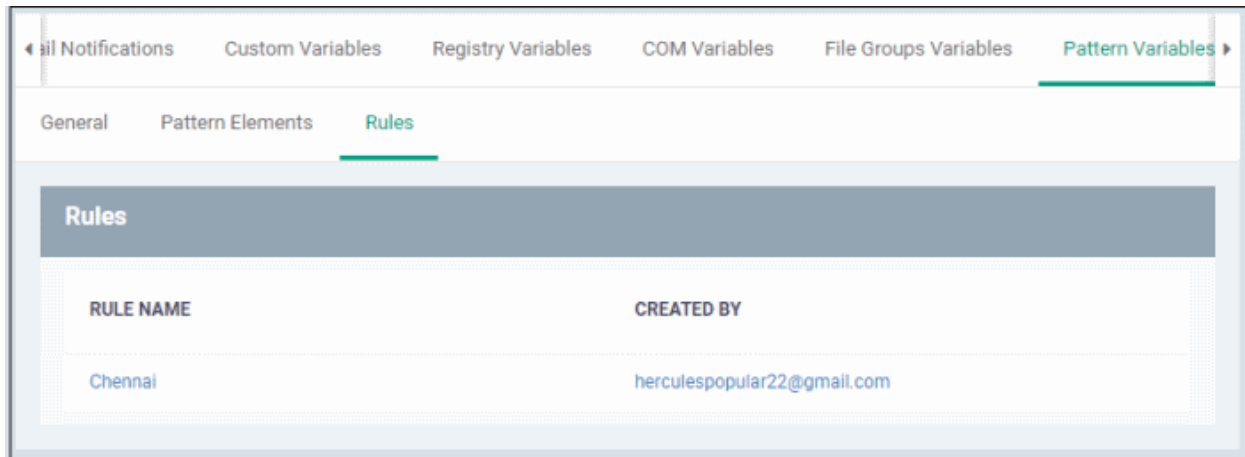 ail Notifications Custom Variables Registry Variables COM Variables File Groups Variables Pattern Variables
General Pattern Elements Rules
Rules
RULE NAME CREATED BY
Chennai herculespopular22@gmail.com